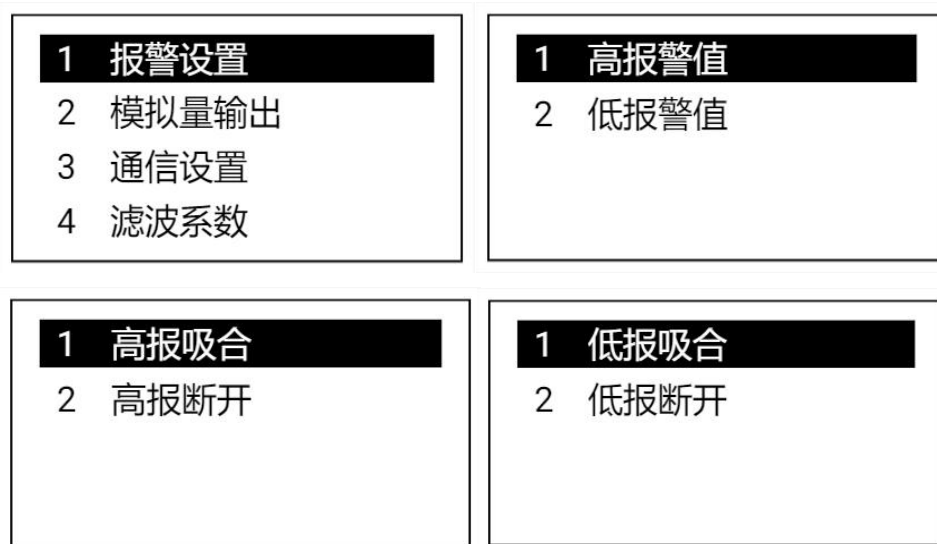 1 报警设置
2 模拟量输出
3 通信设置
4 滤波系数
1 高报警值
2 低报警值
1 高报吸合
2 高报断开
1 低报吸合
2 低报断开